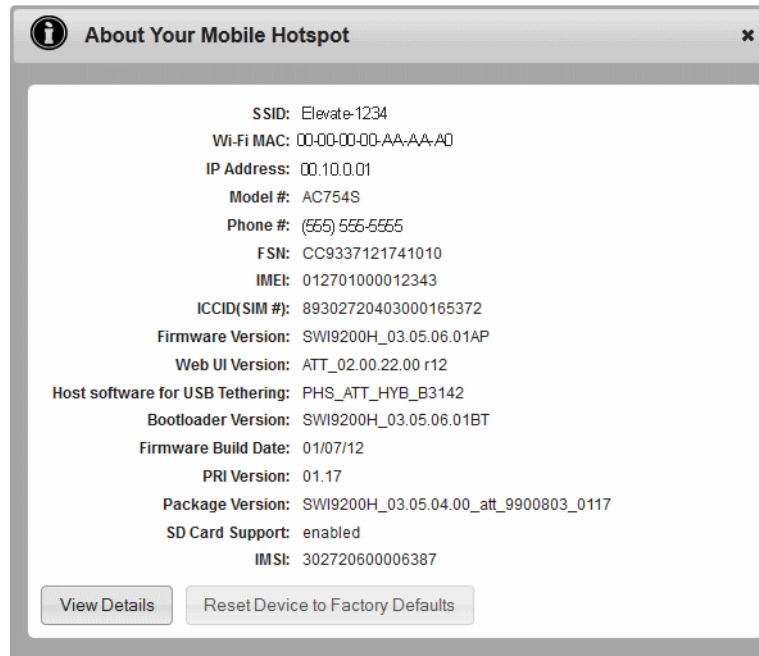 About Your Mobile Hotspot
SSID: Elevate-1234
Wi-Fi MAC: 00-00-00-00-AA-AA-A0
IP Address: 00.10.0.01
Model #: AC754S
Phone #: (555) 555-5555
FSN: CC9337121741010
IMEI: 012701000012343
ICCID(SIM #): 89302720403000165372
Firmware Version: SWI9200H_03.05.06.01AP
Web UI Version: ATT_02.00.22.00 r12
Host software for USB Tethering: PHS_ATT_HYB_B3142
Bootloader Version: SWI9200H_03.05.06.01BT
Firmware Build Date: 01/07/12
PRI Version: 01.17
Package Version: SWI9200H_03.05.04.00_att_9900803_0117
SD Card Support: enabled
IMSI: 302720600006387
View Details Reset Device to Factory Defaults